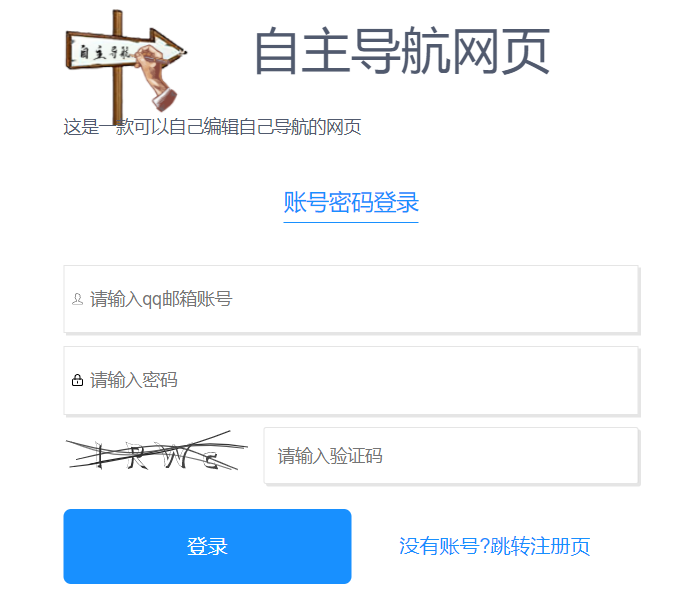 自主导航
自主导航网页
这是一款可以自己编辑自己导航的网页
账号密码登录
请输入qq邮箱账号
请输入密码
请输入验证码
登录
没有账号?跳转注册页